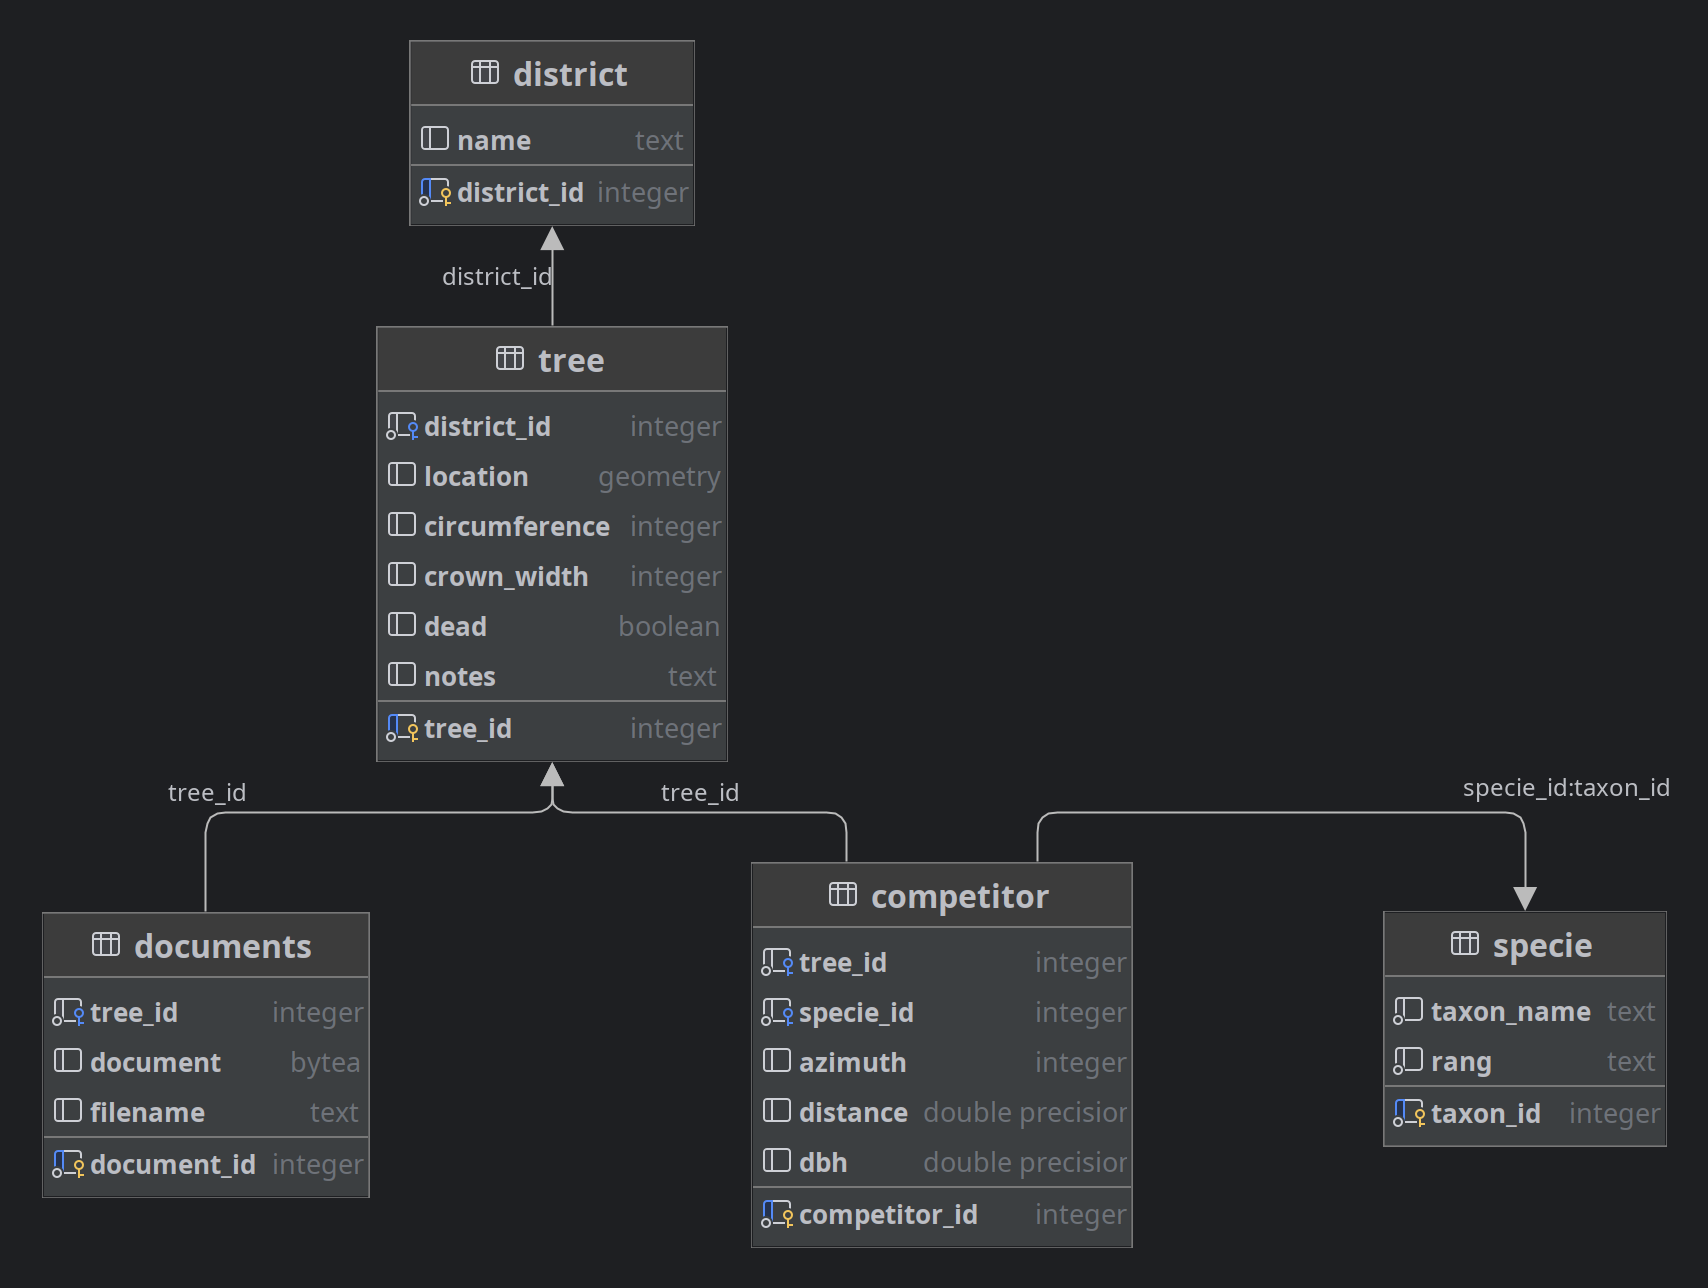 district
name text
district_id integer
district_id
tree
district_id integer
location geometry
circumference integer
crown_width integer
dead boolean
notes text
tree_id integer
tree_id
tree_id
specie_id:taxon_id
documents
tree_id integer
document bytea
filename text
document_id integer
competitor
tree_id integer
specie_id integer
azimuth integer
distance double precision
dbh double precision
competitor_id integer
specie
taxon_name text
rang text
taxon_id integer